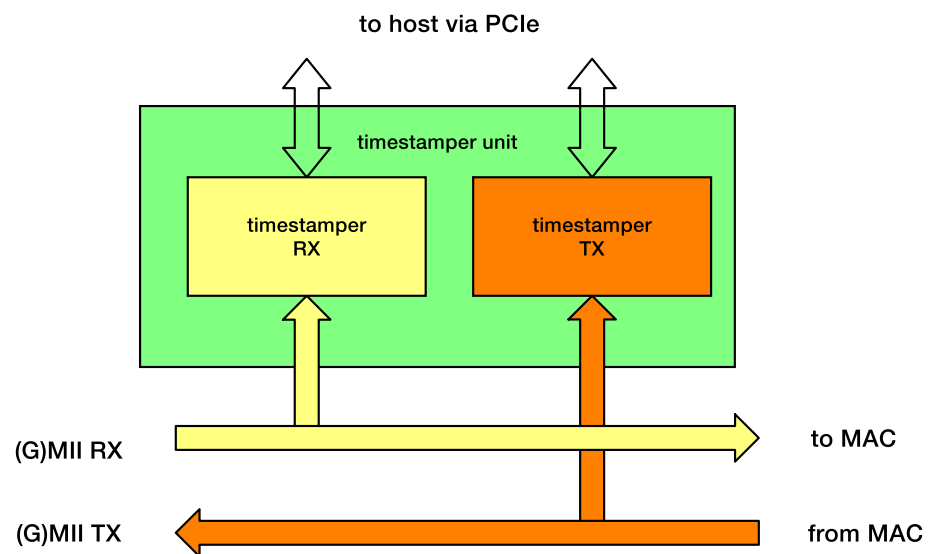 to host via PCIe
timestamper unit
timestamper
RX
timestamper
TX
(G)MII RX
to MAC
(G)MII TX
from MAC